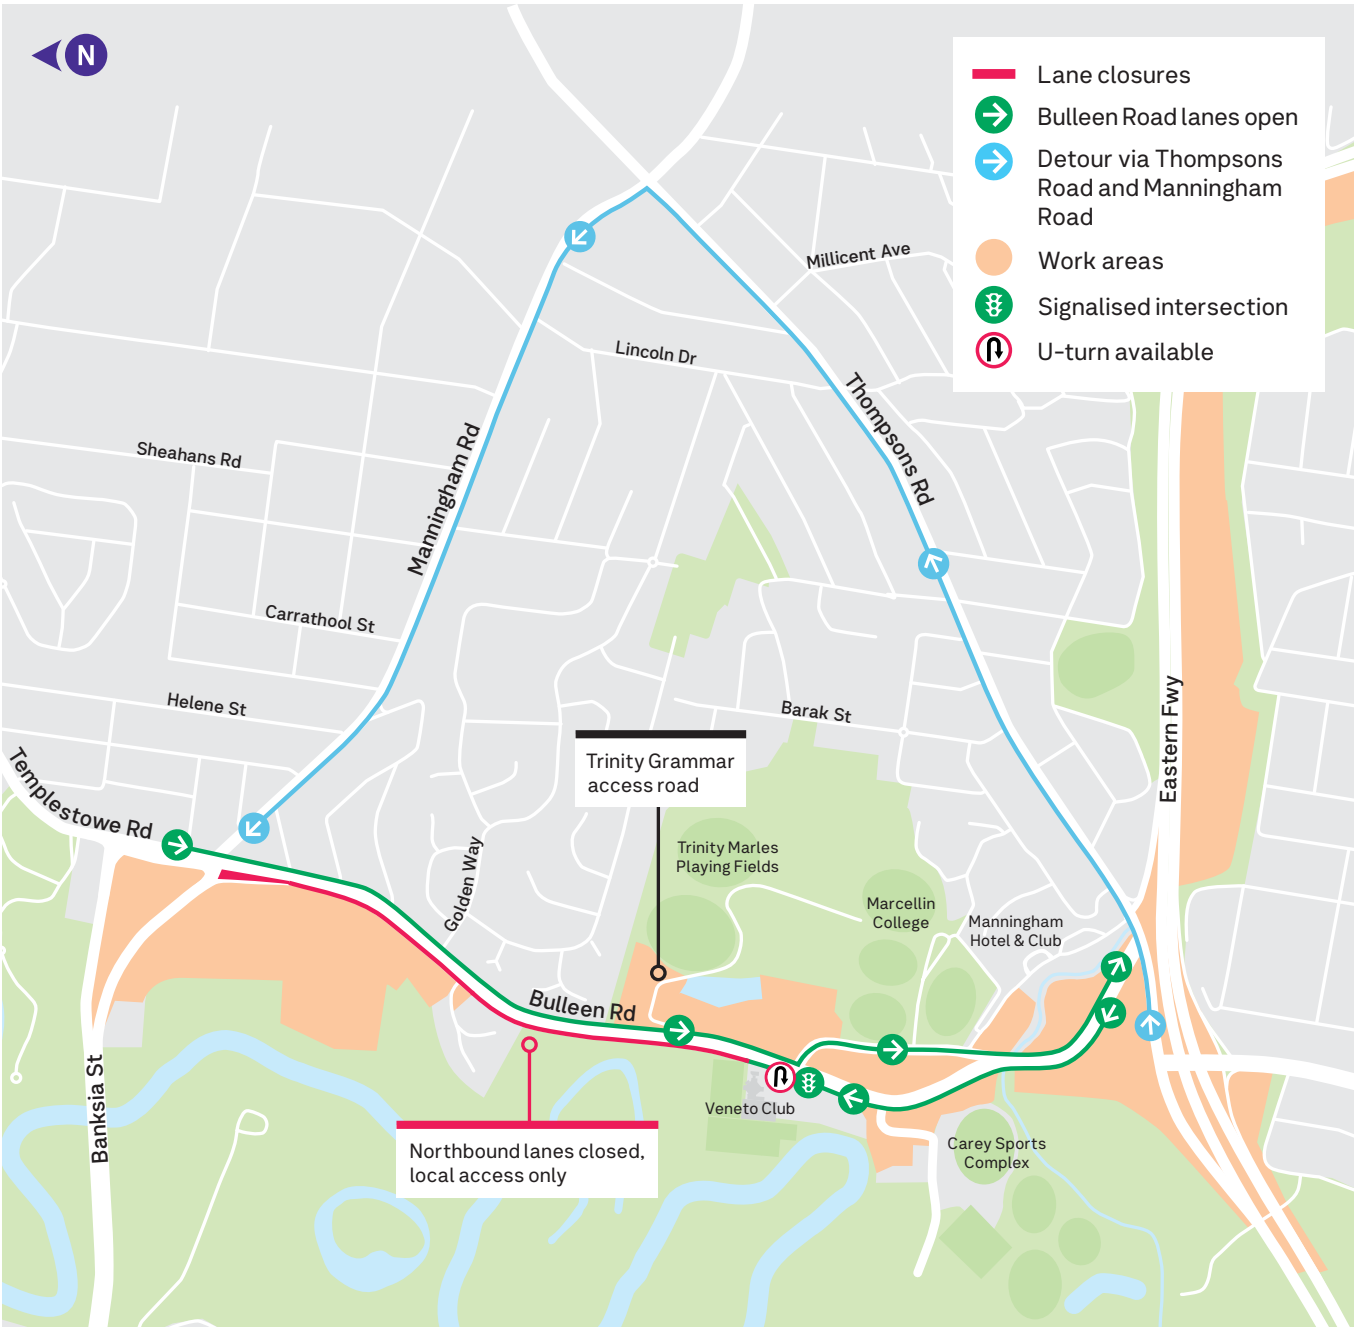 N
Lane closures
Bulleen Road lanes open
Detour via Thompsons
Road and Manningham
Road
Work areas
Signalised intersection
U-turn available
Millicent Ave
Lincoln Dr
Thompsons Rd
Manningham Rd
Sheahans Rd
Carrathool St
Helene St
Barak St
Eastern Fwy
Templestowe Rd
Trinity Grammar
access road
Golden Way
Trinity Marles
Playing Fields
Marcellin
College
Manningham
Hotel & Club
Bulleen Rd
Banksia St
Veneto Club
Northbound lanes closed,
local access only
Carey Sports
Complex